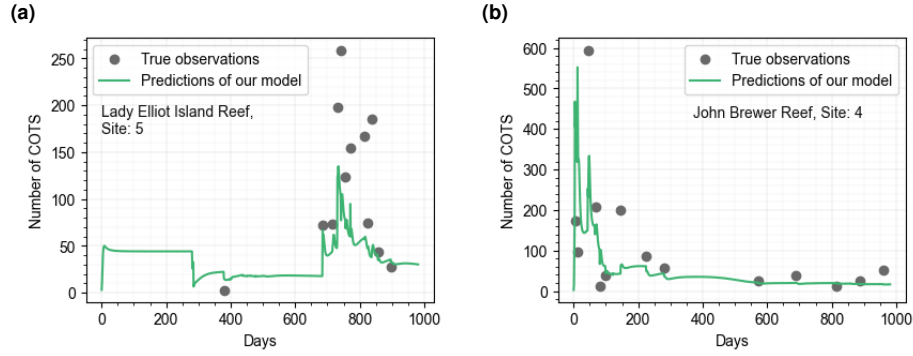 (a)
250
200
150
100
50
0
Number of COTS
True observations
Predictions of our model
Lady Elliot Island Reef,
Site: 5
0 200 400 600 800 1000
Days
(b)
600
500
400
300
200
100
0
Number of COTS
True observations
Predictions of our model
John Brewer Reef, Site: 4
0 200 400 600 800 1000
Days